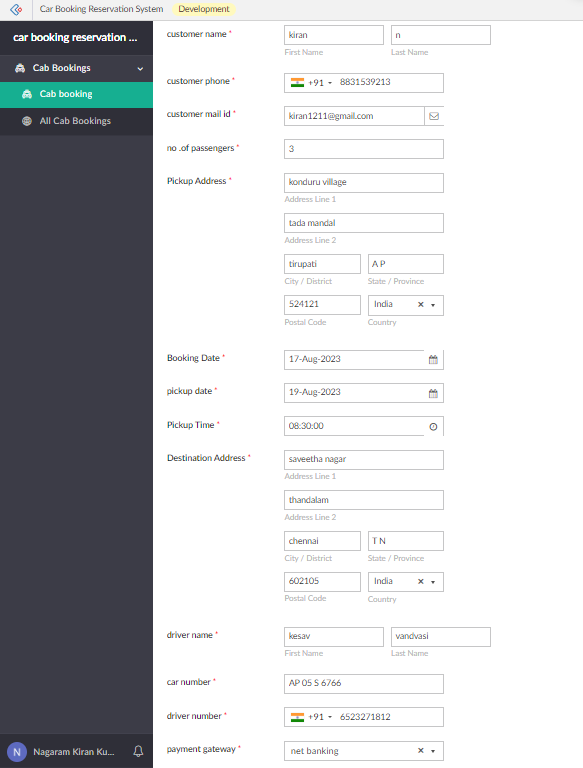 Car Booking Reservation System Development
car booking reservation ...
Cab Bookings
Cab booking
All Cab Bookings
customer name * kiran n
First Name Last Name
customer phone * +91 8831539213
customer mail id * kiran1211@gmail.com
no .of passengers * 3
Pickup Address * konduru village
Address Line 1
tada mandal
Address Line 2
tirupati A P
City / District State / Province
524121 India
Postal Code Country
Booking Date * 17-Aug-2023
pickup date * 19-Aug-2023
Pickup Time * 08:30:00
Destination Address * saveetha nagar
Address Line 1
thandalam
Address Line 2
chennai T N
City / District State / Province
602105 India
Postal Code Country
driver name * kesav vandvasi
First Name Last Name
car number * AP 05 S 6766
driver number * +91 6523271812
payment gateway * net banking
N Nagaram Kiran Ku...